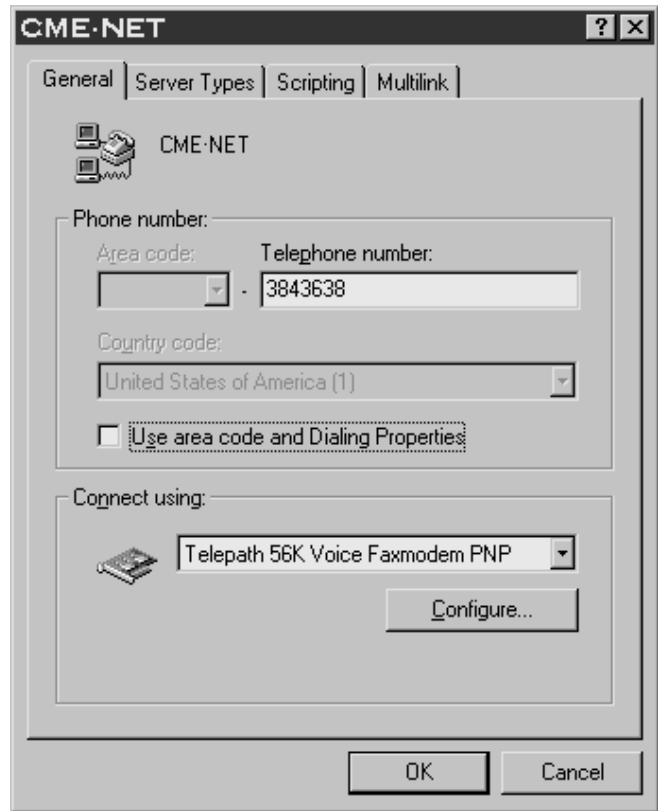 CME·NET
General Server Types Scripting Multilink
CME·NET
Phone number:
Area code: Telephone number:
- 3843638
Country code:
United States of America (1)
Use area code and Dialing Properties
Connect using:
Telepath 56K Voice Faxmodem PNP
Configure...
OK Cancel